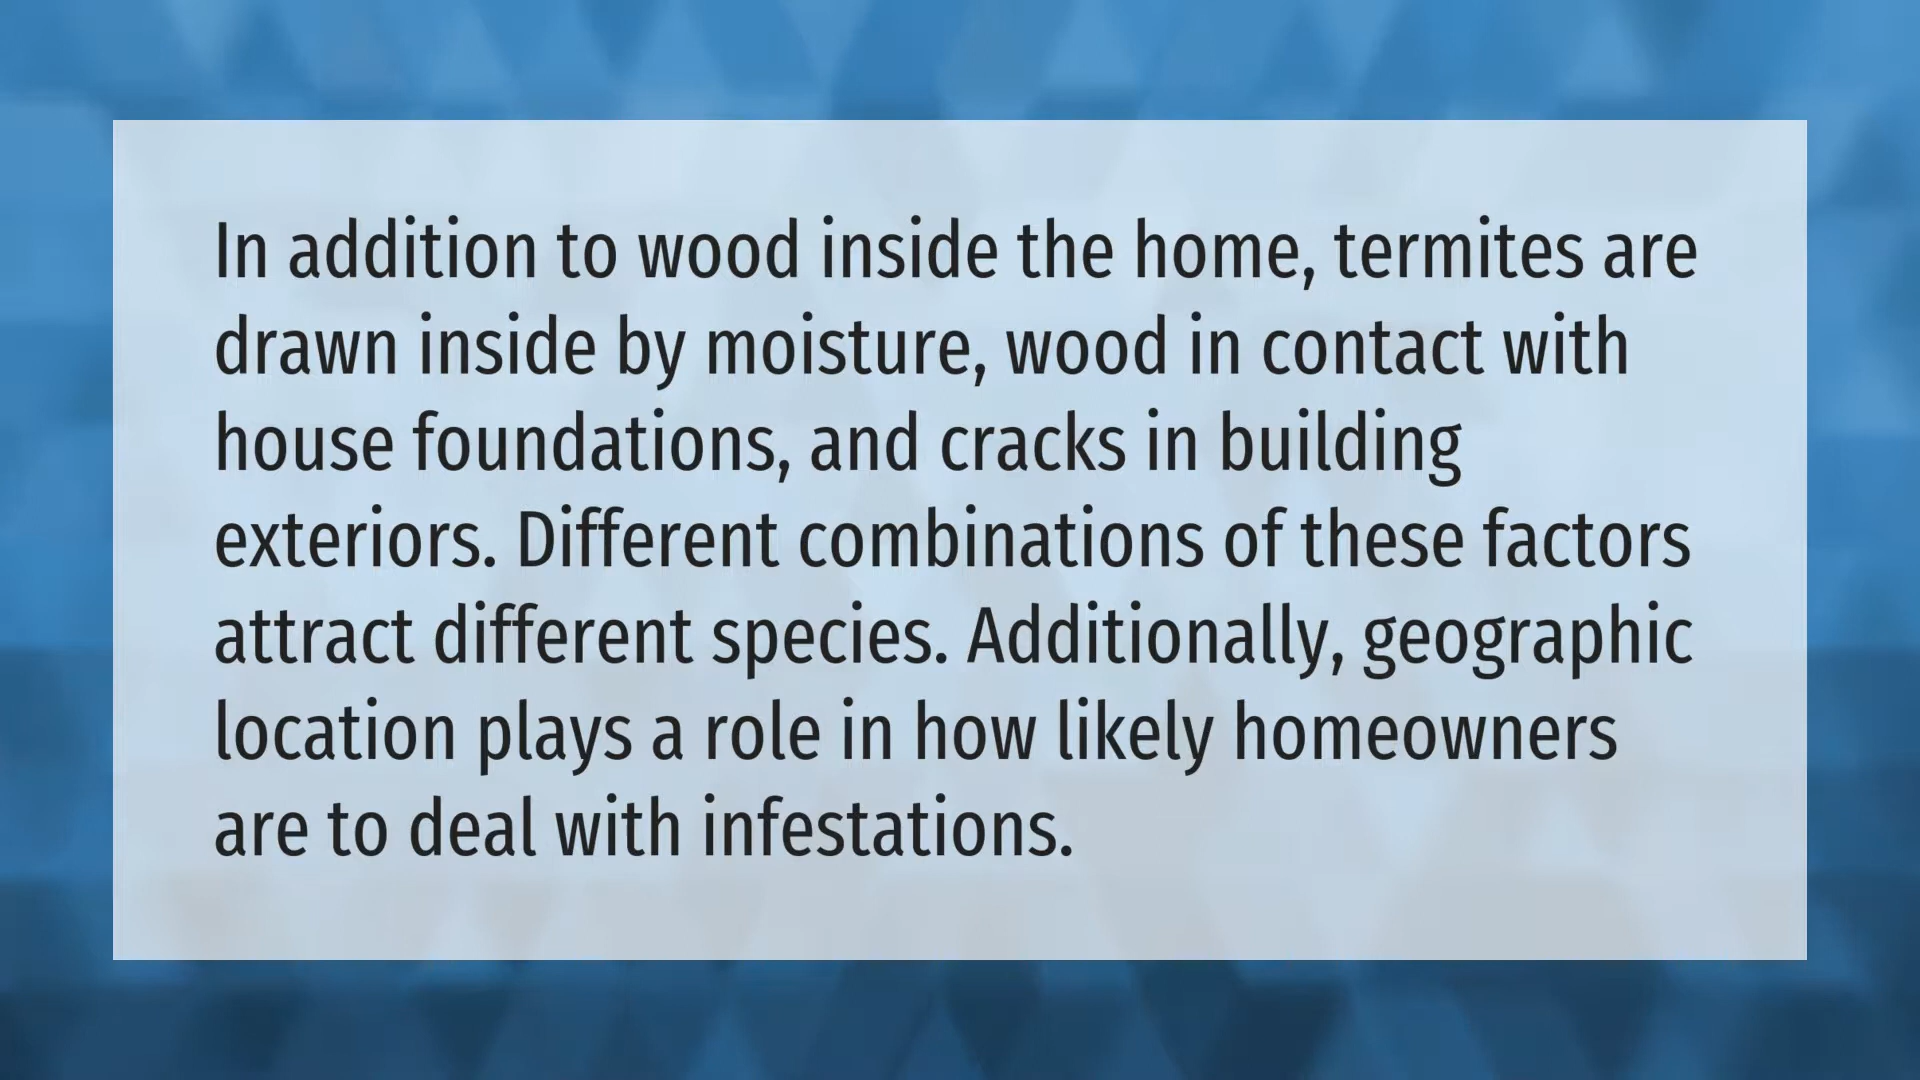 In addition to wood inside the home, termites are
drawn inside by moisture, wood in contact with
house foundations, and cracks in building
exteriors. Different combinations of these factors
attract different species. Additionally, geographic
location plays a role in how likely homeowners
are to deal with infestations.